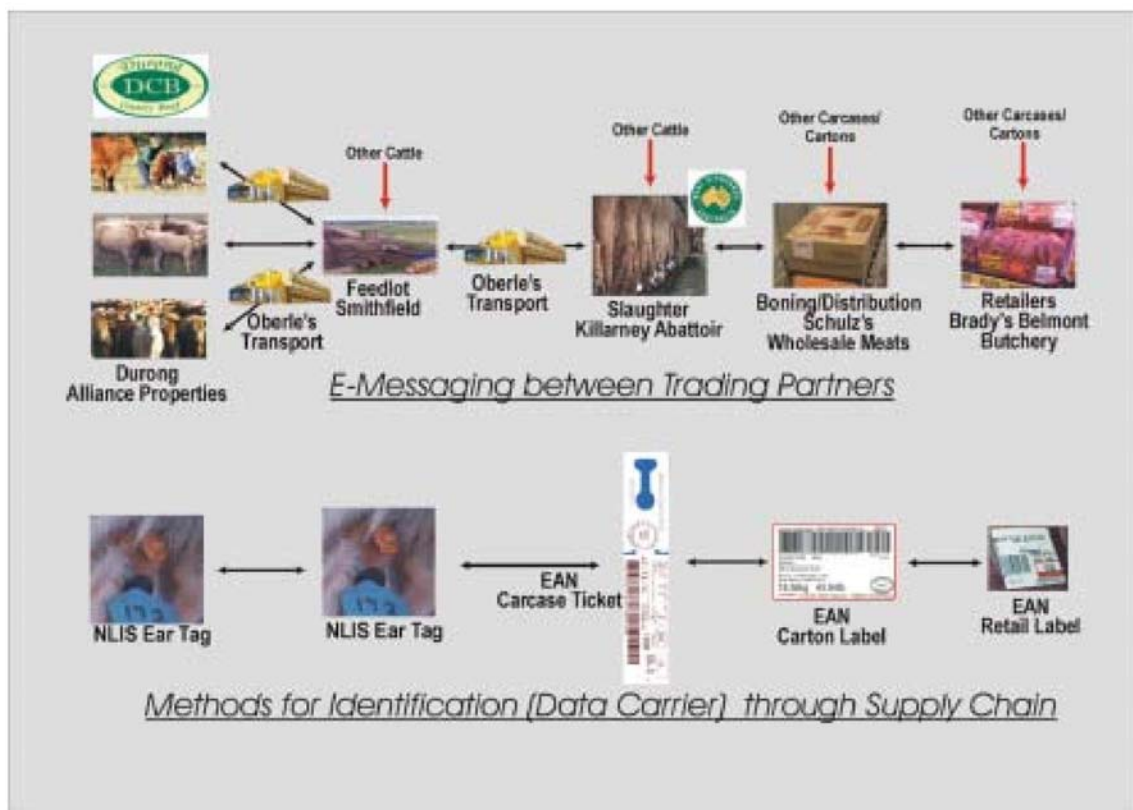 Durong
DCB
Country Beef
Other Cattle
Other Cattle
Other Carcases/
Cartons
Other Carcases/
Cartons
Oberle's
Transport
Feedlot
Smithfield
Oberle's
Transport
Slaughter
Killarney Abattoir
Boning/Distribution
Schulz's
Wholesale Meats
Retailers
Brady's Belmont
Butchery
Durong
Alliance Properties
E-Messaging between Trading Partners
NLIS Ear Tag
NLIS Ear Tag
EAN
Carcase Ticket
EAN
Carton Label
EAN
Retail Label
Methods for Identification (Data Carrier) through Supply Chain